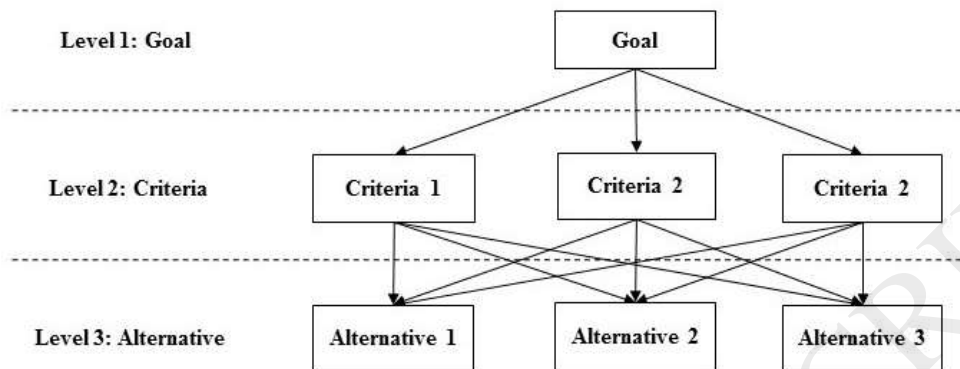 Level 1: Goal
Goal
Level 2: Criteria
Criteria 1
Criteria 2
Criteria 2
Level 3: Alternative
Alternative 1
Alternative 2
Alternative 3